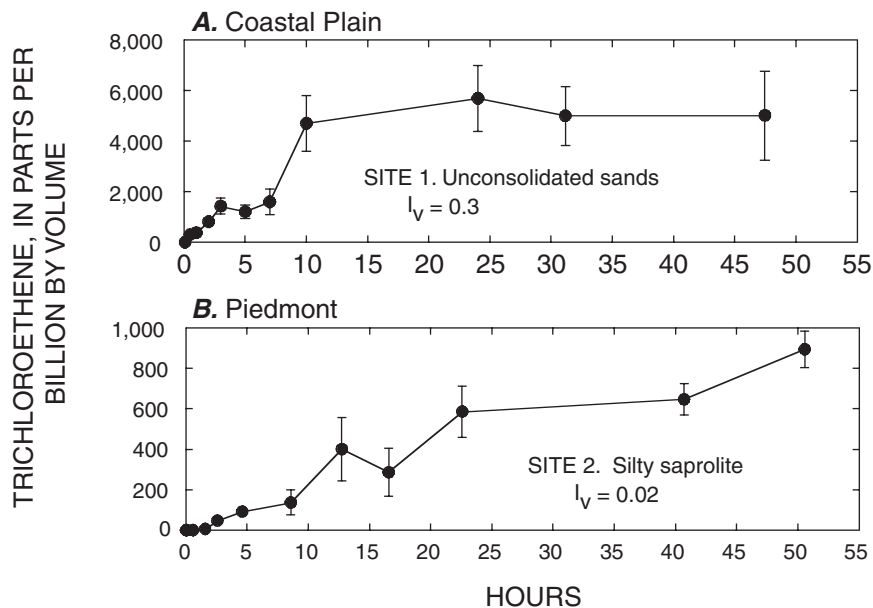 A. Coastal Plain
8,000
6,000
4,000
2,000
0
SITE 1. Unconsolidated sands
IV = 0.3
0 5 10 15 20 25 30 35 40 45 50 55
B. Piedmont
1,000
800
600
400
200
0
SITE 2. Silty saprolite
IV = 0.02
0 5 10 15 20 25 30 35 40 45 50 55
HOURS
TRICHLOROETHENE, IN PARTS PER
BILLION BY VOLUME